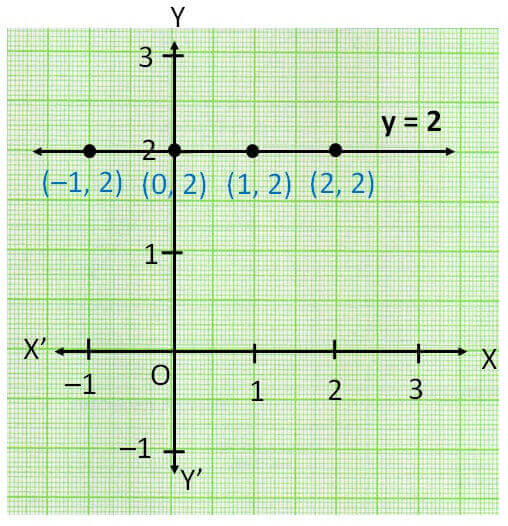 Y
3
y = 2
2
(–1, 2) (0, 2) (1, 2) (2, 2)
1
X’ X
–1 O 1 2 3
–1
Y’